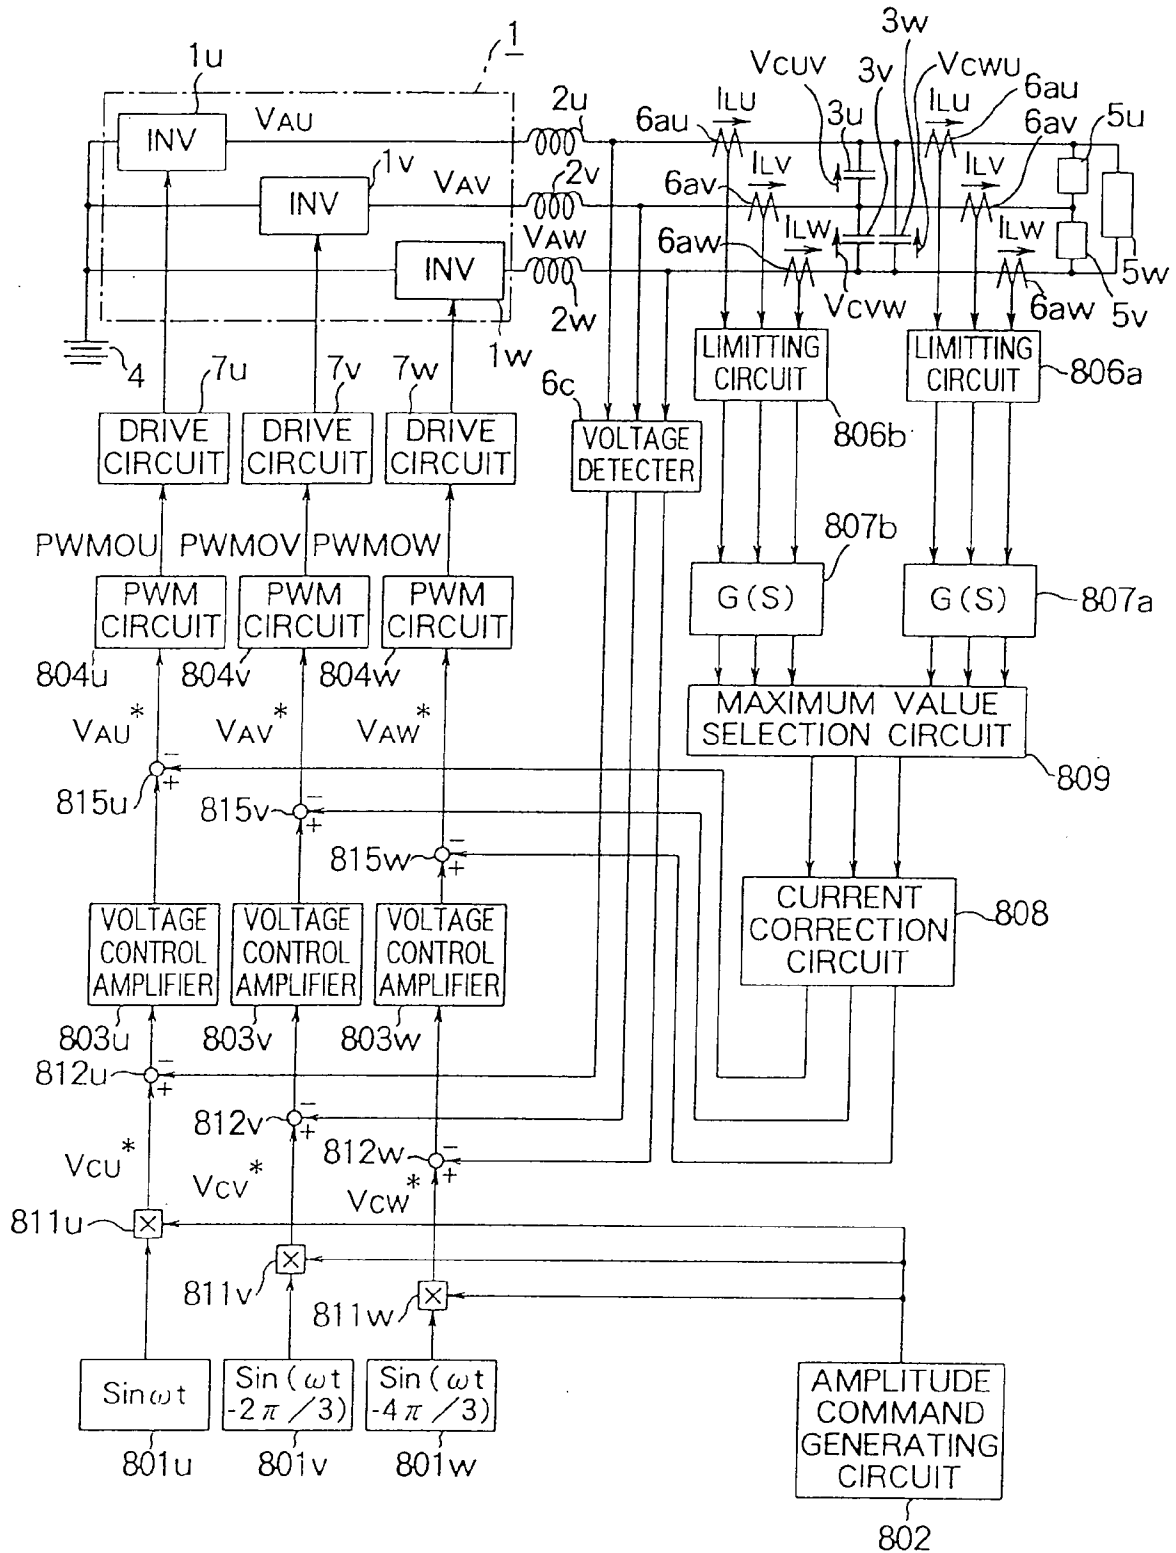 1
1u
INV
VAU
2u
1v
INV
VAV
2v
INV
VAW
2w
1w
4
3w
VCUV
3v
VCWU
ILU
6au
3u
ILU
6au
6av
5u
ILV
6av
ILV
6aw
ILW
ILW
VCVW
6aw
5v
5w
LIMITTING
CIRCUIT
806b
LIMITTING
CIRCUIT
806a
7u
7v
7w
6c
DRIVE
CIRCUIT
DRIVE
CIRCUIT
DRIVE
CIRCUIT
VOLTAGE
DETECTER
PWMOU
PWMOV
PWMOW
807b
G(S)
G(S)
807a
PWM
CIRCUIT
PWM
CIRCUIT
PWM
CIRCUIT
804u
804v
804w
VAU*
VAV*
VAW*
MAXIMUM VALUE
SELECTION CIRCUIT
809
−
+
815u
−
+
815v
−
+
815w
CURRENT
CORRECTION
CIRCUIT
808
VOLTAGE
CONTROL
AMPLIFIER
VOLTAGE
CONTROL
AMPLIFIER
VOLTAGE
CONTROL
AMPLIFIER
803u
803v
803w
−
+
812u
−
+
812v
−
+
812w
VCU*
VCV*
VCW*
811u
×
811v
×
811w
×
Sinωt
Sin(ωt
-2π/3)
Sin(ωt
-4π/3)
801u
801v
801w
AMPLITUDE
COMMAND
GENERATING
CIRCUIT
802